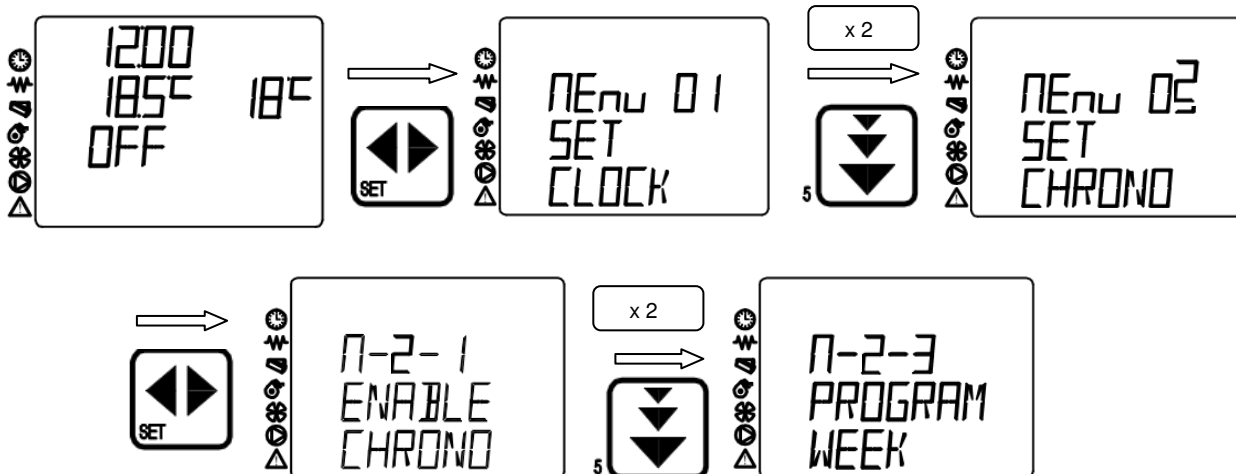 12:00
18.5°C 18°C
OFF
SET
MEnu 01
SET
CLOCK
x 2
5
MEnu 02
SET
CHRONO
SET
M-2-1
ENABLE
CHRONO
x 2
5
M-2-3
PROGRAM
WEEK